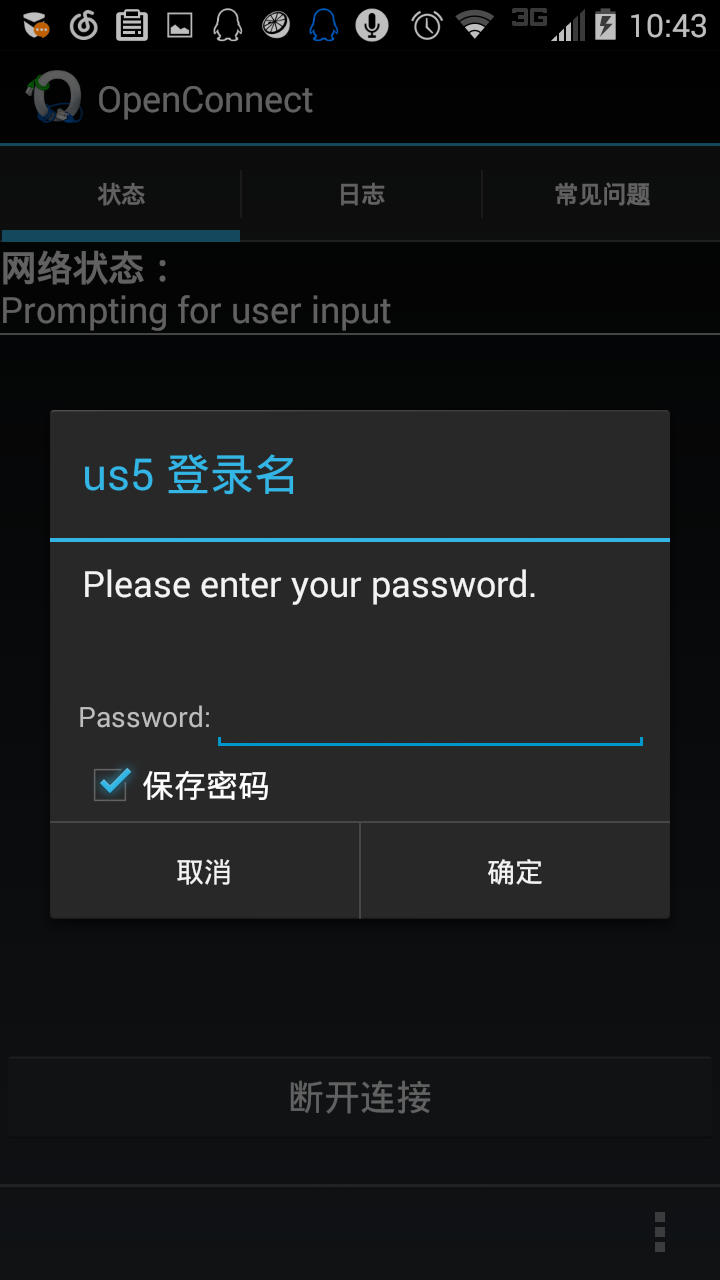 3G 10:43
OpenConnect
状态 日志 常见问题
网络状态：
Prompting for user input
us5 登录名
Please enter your password.
Password:
保存密码
取消 确定
断开连接